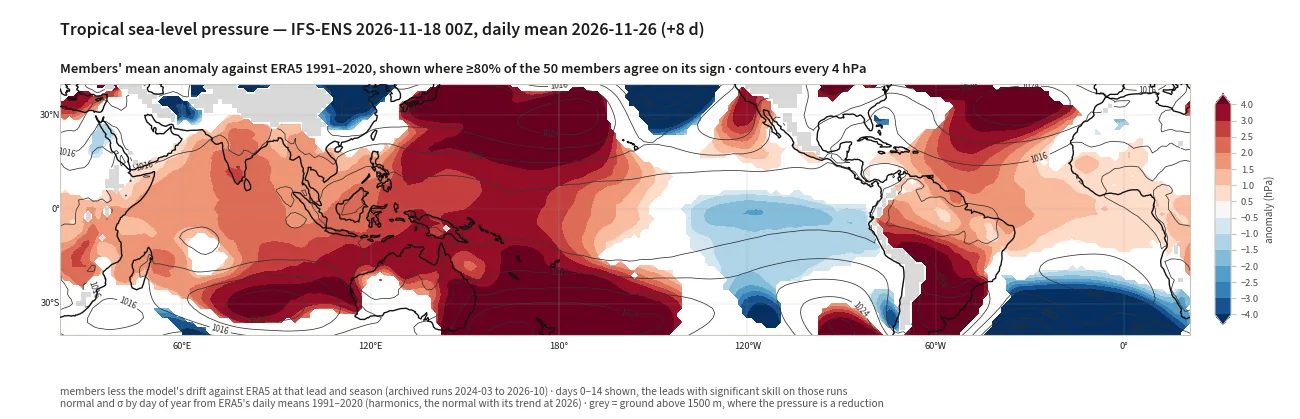 Tropical sea-level pressure — IFS-ENS 2026-11-18 00Z, daily mean 2026-11-26 (+8 d)
Members' mean anomaly against ERA5 1991–2020, shown where ≥80% of the 50 members agree on its sign · contours every 4 hPa
30°N
0°
30°S
60°E
120°E
180°
120°W
60°W
0°
1016
1016
1016
1016
1016
1016
1016
1016
1024
4.0
3.0
2.5
2.0
1.5
1.0
0.5
−0.5
−1.0
−1.5
−2.0
−2.5
−3.0
−4.0
anomaly (hPa)
members less the model's drift against ERA5 at that lead and season (archived runs 2024-03 to 2026-10) · days 0–14 shown, the leads with significant skill on those runs
normal and σ by day of year from ERA5's daily means 1991–2020 (harmonics, the normal with its trend at 2026) · grey = ground above 1500 m, where the pressure is a reduction